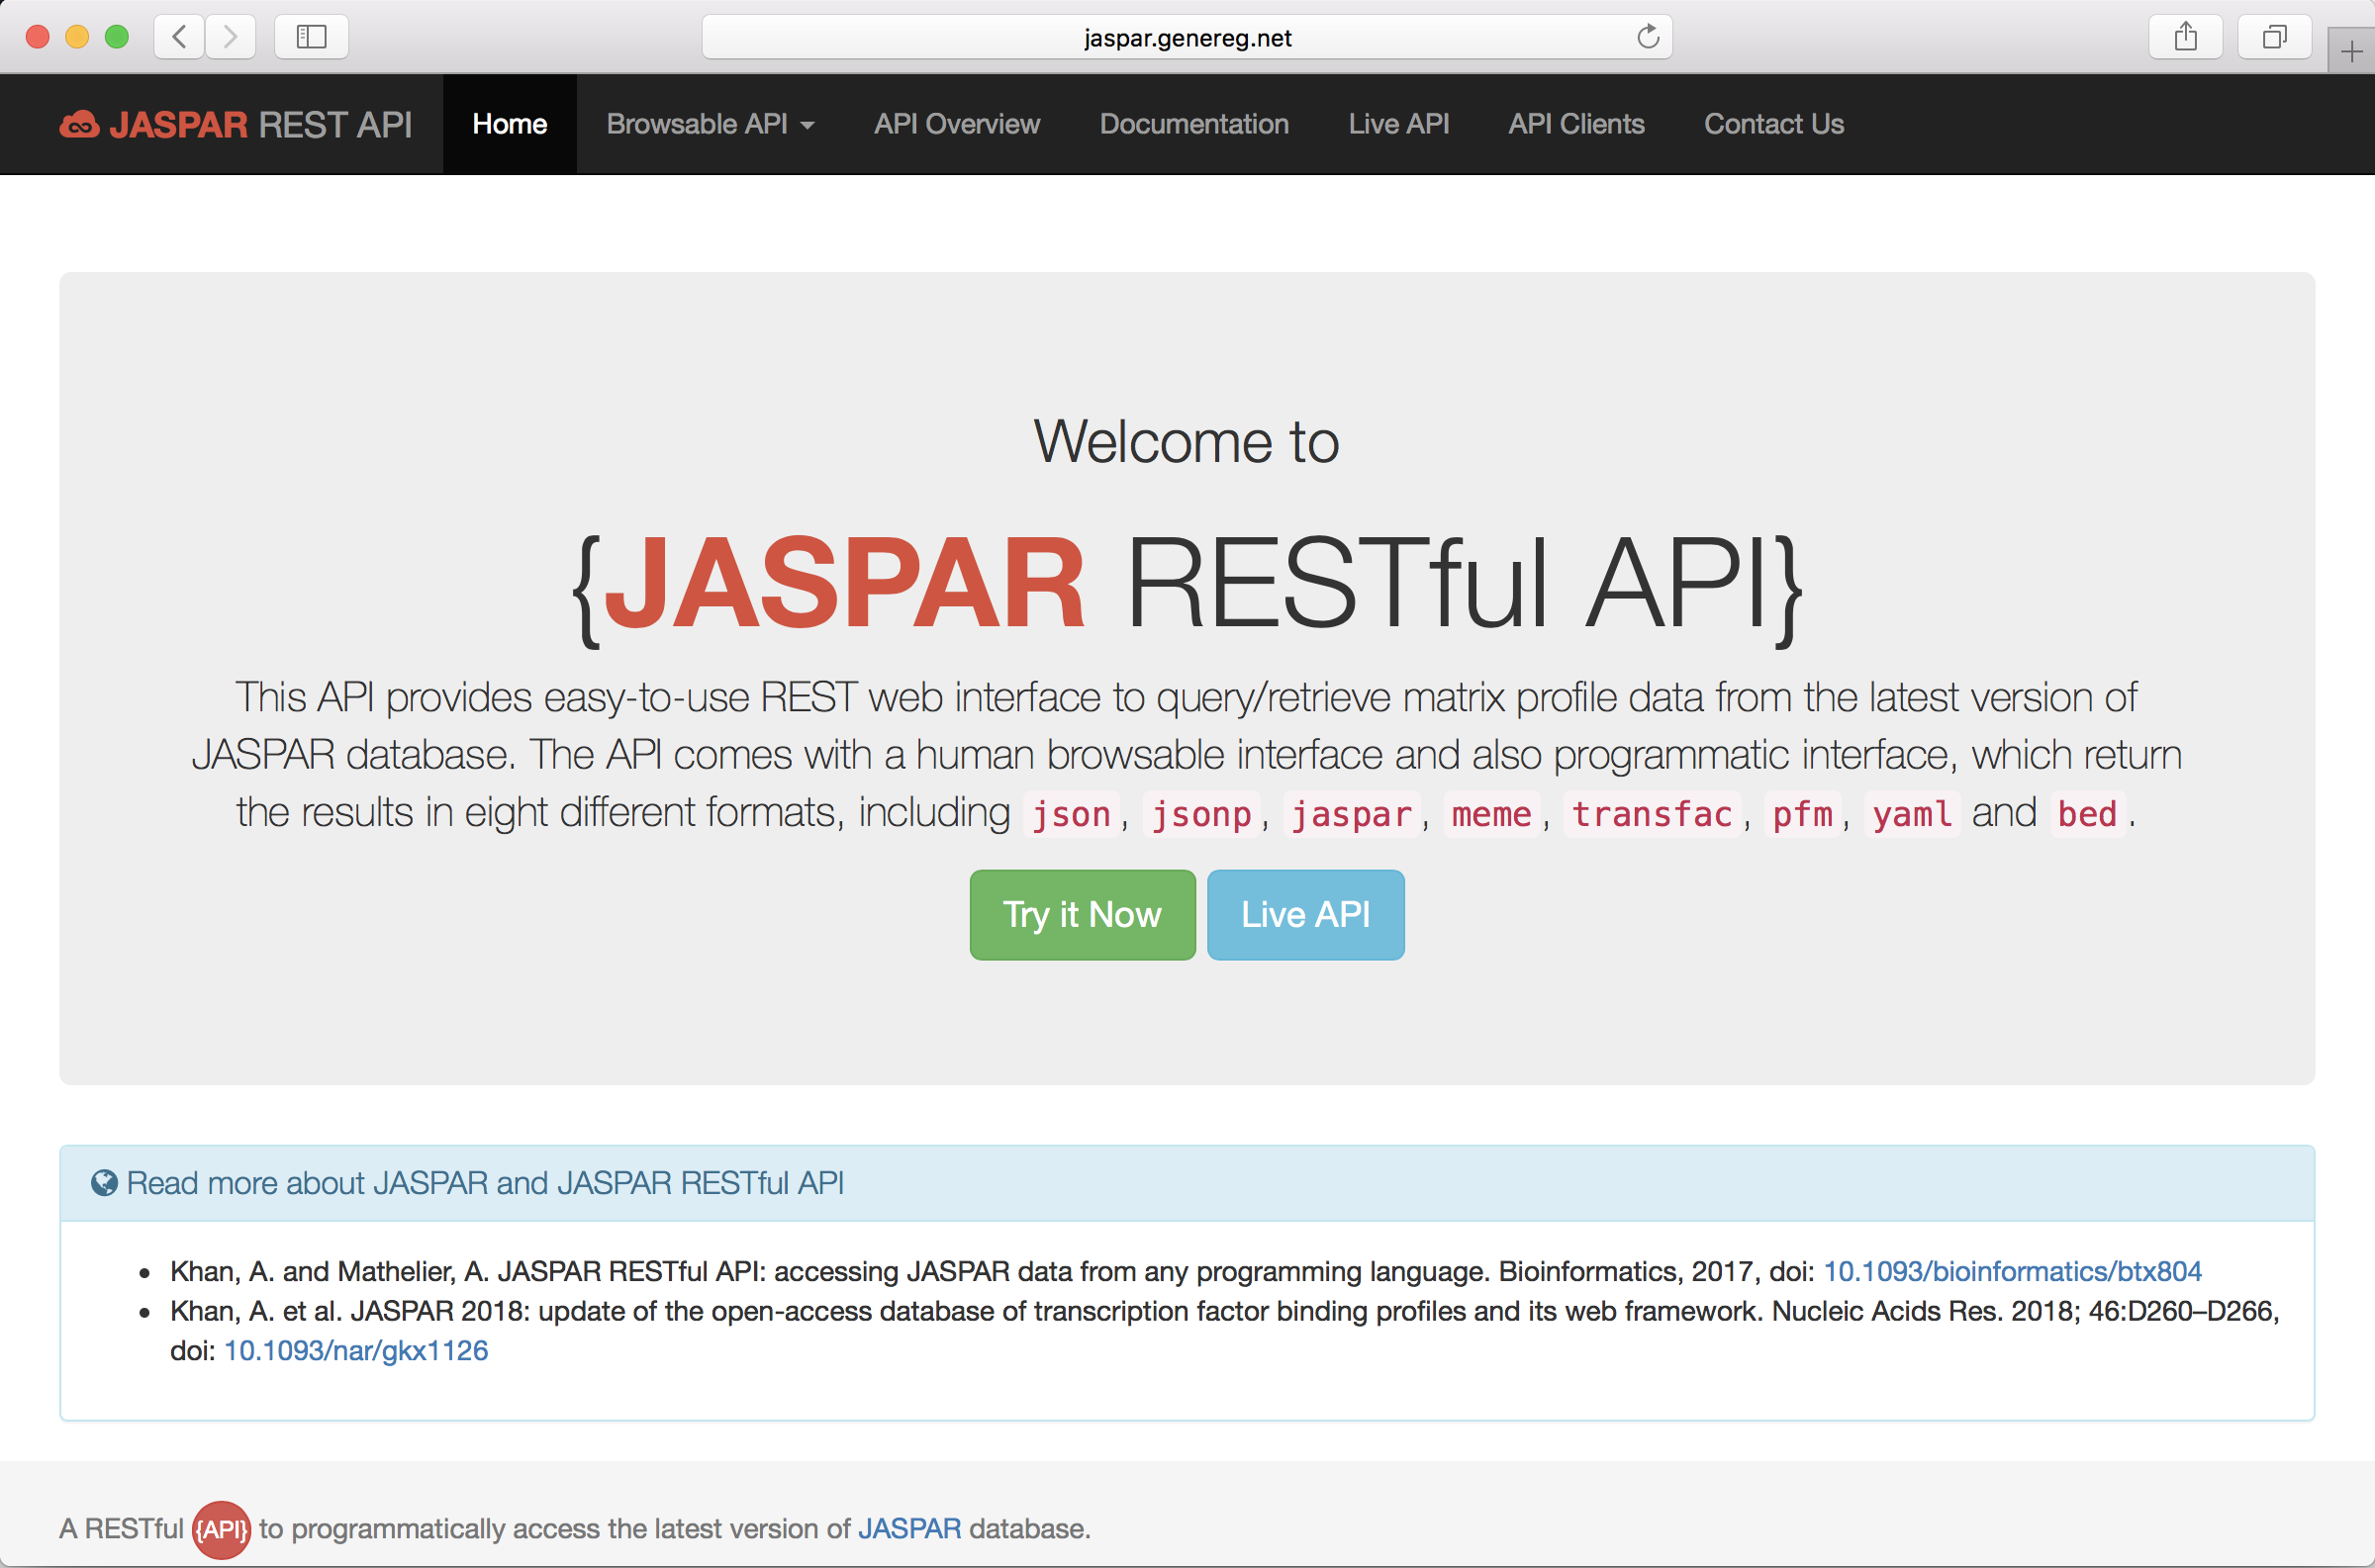 jaspar.genereg.net
JASPAR REST API Home Browsable API API Overview Documentation Live API API Clients Contact Us
Welcome to
{JASPAR RESTful API}
This API provides easy-to-use REST web interface to query/retrieve matrix profile data from the latest version of
JASPAR database. The API comes with a human browsable interface and also programmatic interface, which return
the results in eight different formats, including json, jsonp, jaspar, meme, transfac, pfm, yaml and bed.
Try it Now Live API
Read more about JASPAR and JASPAR RESTful API
• Khan, A. and Mathelier, A. JASPAR RESTful API: accessing JASPAR data from any programming language. Bioinformatics, 2017, doi: 10.1093/bioinformatics/btx804
• Khan, A. et al. JASPAR 2018: update of the open-access database of transcription factor binding profiles and its web framework. Nucleic Acids Res. 2018; 46:D260–D266,
doi: 10.1093/nar/gkx1126
A RESTful {API} to programmatically access the latest version of JASPAR database.